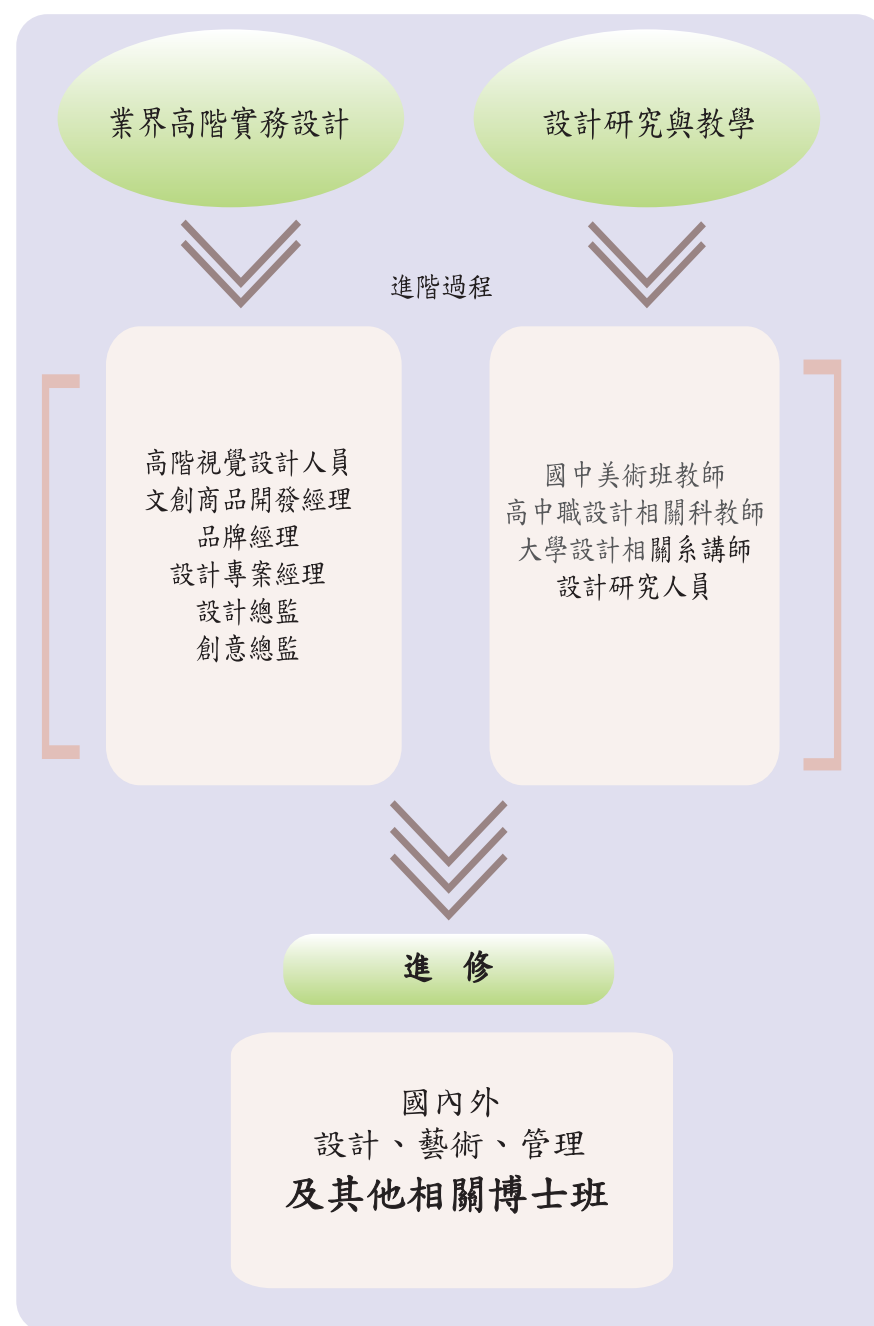 業界高階實務設計
設計研究與教學
進階過程
高階視覺設計人員
文創商品開發經理
品牌經理
設計專案經理
設計總監
創意總監
國中美術班教師
高中職設計相關科教師
大學設計相關系講師
設計研究人員
進 修
國內外
設計、藝術、管理
及其他相關博士班